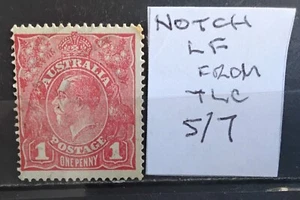 AUSTRALIA
POSTAGE
1 ONE PENNY 1
NOTCH
LF
FROM
TLC
5/7